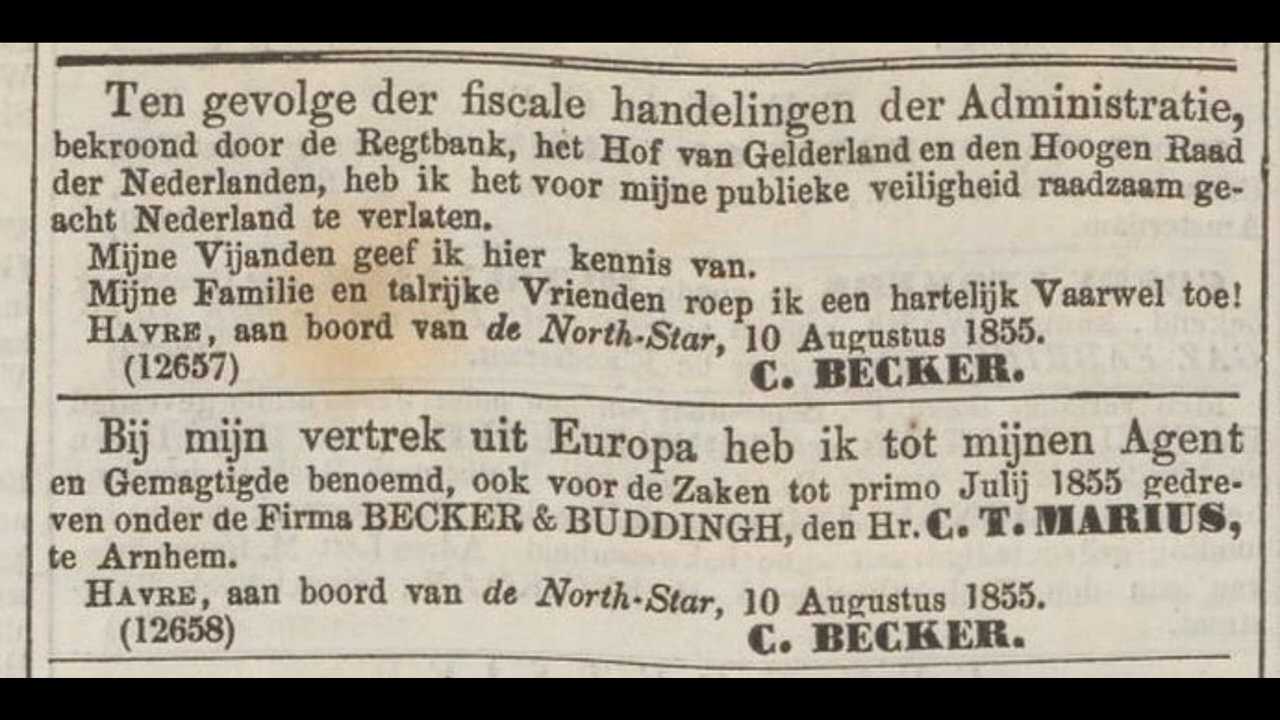 Ten gevolge der fiscale handelingen der Administratie,
bekroond door de Regtbank, het Hof van Gelderland en den Hoogen Raad
der Nederlanden, heb ik het voor mijne publieke veiligheid raadzaam ge-
acht Nederland te verlaten.
Mijne Vijanden geef ik hier kennis van.
Mijne Familie en talrijke Vrienden roep ik een hartelijk Vaarwel toe!
HAVRE, aan boord van de North-Star, 10 Augustus 1855.
(12657) C. BECKER.
Bij mijn vertrek uit Europa heb ik tot mijnen Agent
en Gemagtigde benoemd, ook voor de Zaken tot primo Julij 1855 gedre-
ven onder de Firma BECKER & BUDDINGH, den Hr. C. T. MARIUS,
te Arnhem.
HAVRE, aan boord van de North-Star, 10 Augustus 1855.
(12658) C. BECKER.